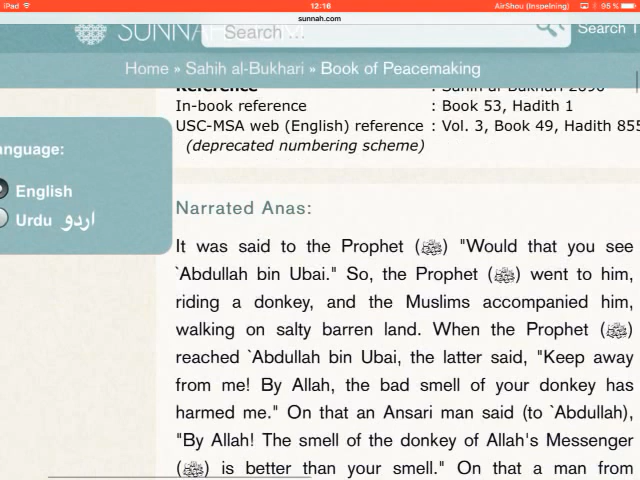 iPad 12:16 AirShou (Inspelning) 95 %
sunnah.com
SUNNAH Search ... Search T
Home » Sahih al-Bukhari » Book of Peacemaking
Reference : Sahih al-Bukhari
In-book reference : Book 53, Hadith 1
USC-MSA web (English) reference : Vol. 3, Book 49, Hadith 855
(deprecated numbering scheme)
anguage:
English
Urdu اردو
Narrated Anas:
It was said to the Prophet (ﷺ) "Would that you see
`Abdullah bin Ubai." So, the Prophet (ﷺ) went to him,
riding a donkey, and the Muslims accompanied him,
walking on salty barren land. When the Prophet (ﷺ)
reached `Abdullah bin Ubai, the latter said, "Keep away
from me! By Allah, the bad smell of your donkey has
harmed me." On that an Ansari man said (to `Abdullah),
"By Allah! The smell of the donkey of Allah's Messenger
(ﷺ) is better than your smell." On that a man from